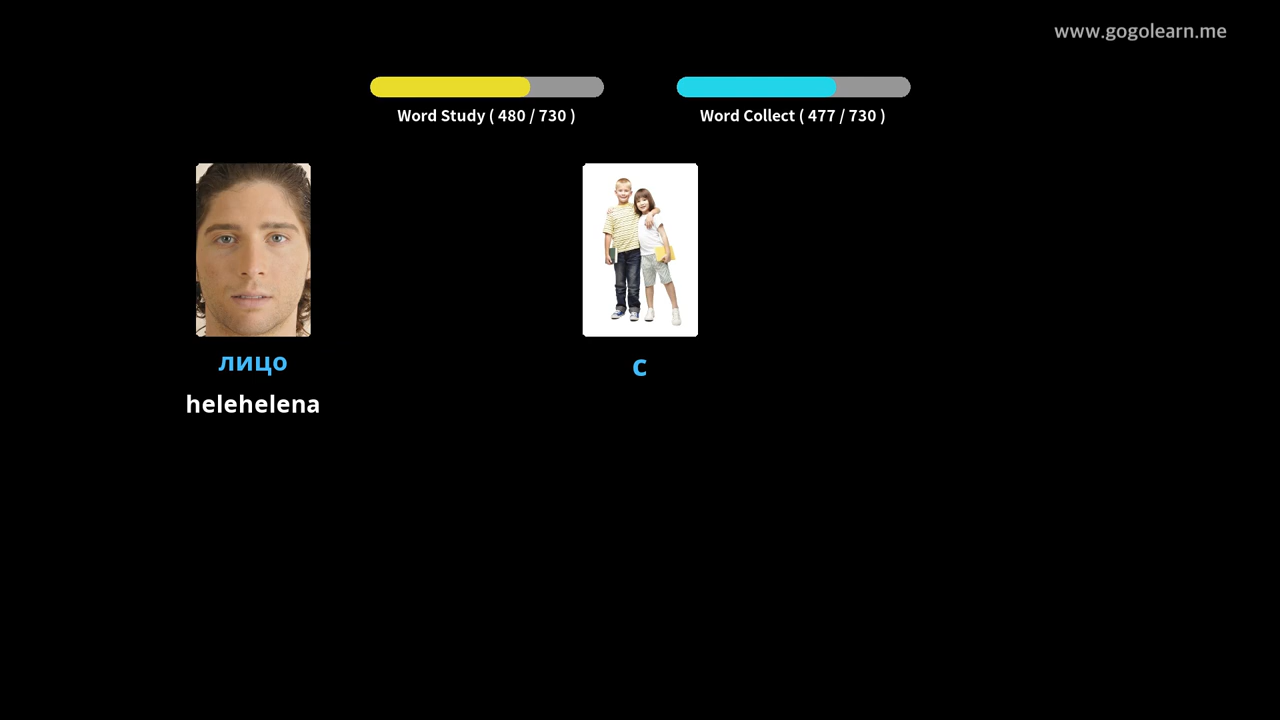 www.gogolearn.me
Word Study ( 480 / 730 )
Word Collect ( 477 / 730 )
лицо
с
helehelena